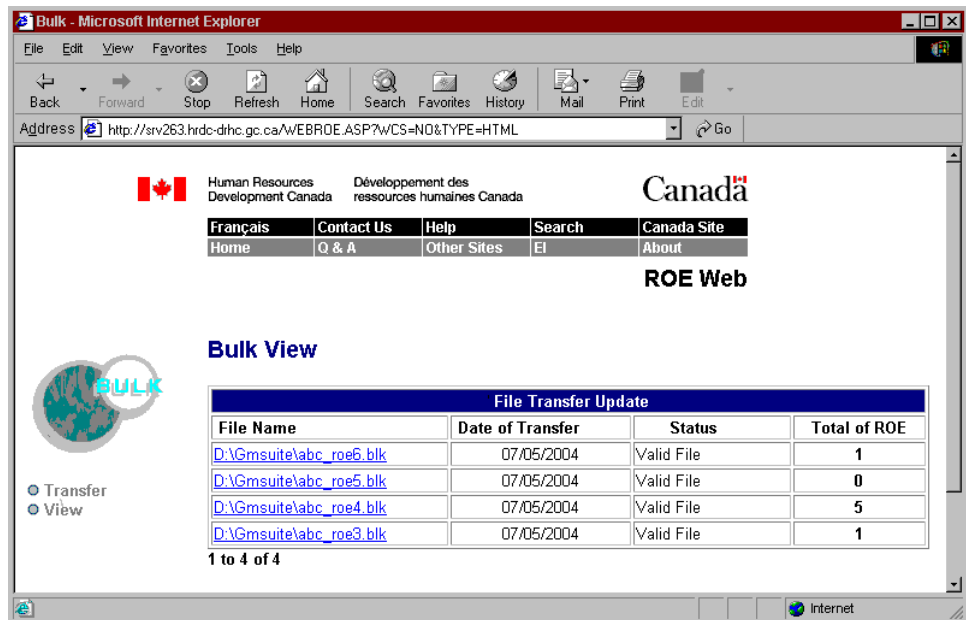 Bulk - Microsoft Internet Explorer
File Edit View Favorites Tools Help
Back Forward Stop Refresh Home Search Favorites History Mail Print Edit
Address http://srv263.hrdc-drhc.gc.ca/WEBROE.ASP?WCS=NO&TYPE=HTML Go
Human Resources Développement des
Development Canada ressources humaines Canada
Canada
Français Contact Us Help Search Canada Site
Home Q & A Other Sites EI About
ROE Web
Bulk View
BULK
File Transfer Update
File Name Date of Transfer Status Total of ROE
D:\Gmsuite\abc_roe6.blk 07/05/2004 Valid File 1
D:\Gmsuite\abc_roe5.blk 07/05/2004 Valid File 0
D:\Gmsuite\abc_roe4.blk 07/05/2004 Valid File 5
D:\Gmsuite\abc_roe3.blk 07/05/2004 Valid File 1
Transfer
View
1 to 4 of 4
Internet